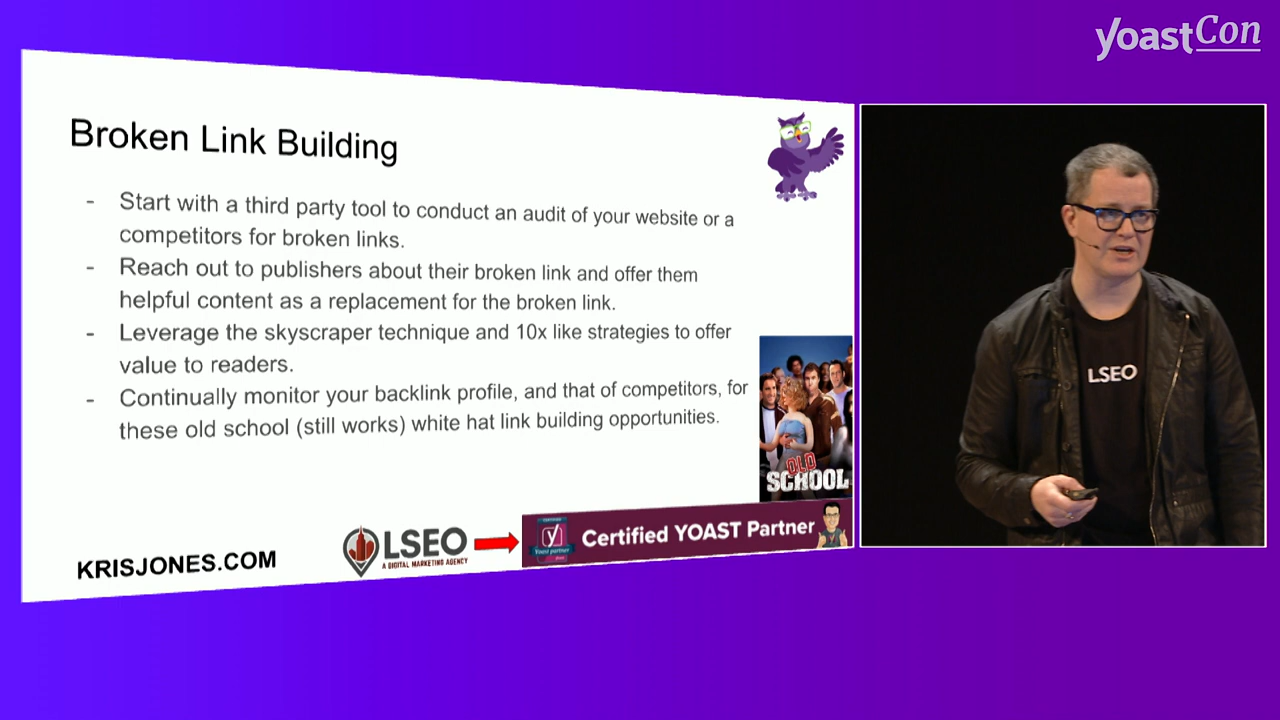 yoastCon
Broken Link Building
- Start with a third party tool to conduct an audit of your website or a
competitors for broken links.
- Reach out to publishers about their broken link and offer them
helpful content as a replacement for the broken link.
- Leverage the skyscraper technique and 10x like strategies to offer
value to readers.
- Continually monitor your backlink profile, and that of competitors, for
these old school (still works) white hat link building opportunities.
OLD
SCHOOL
LSEO
KRISJONES.COM
LSEO
A DIGITAL MARKETING AGENCY
y
Yoast partner
Certified YOAST Partner